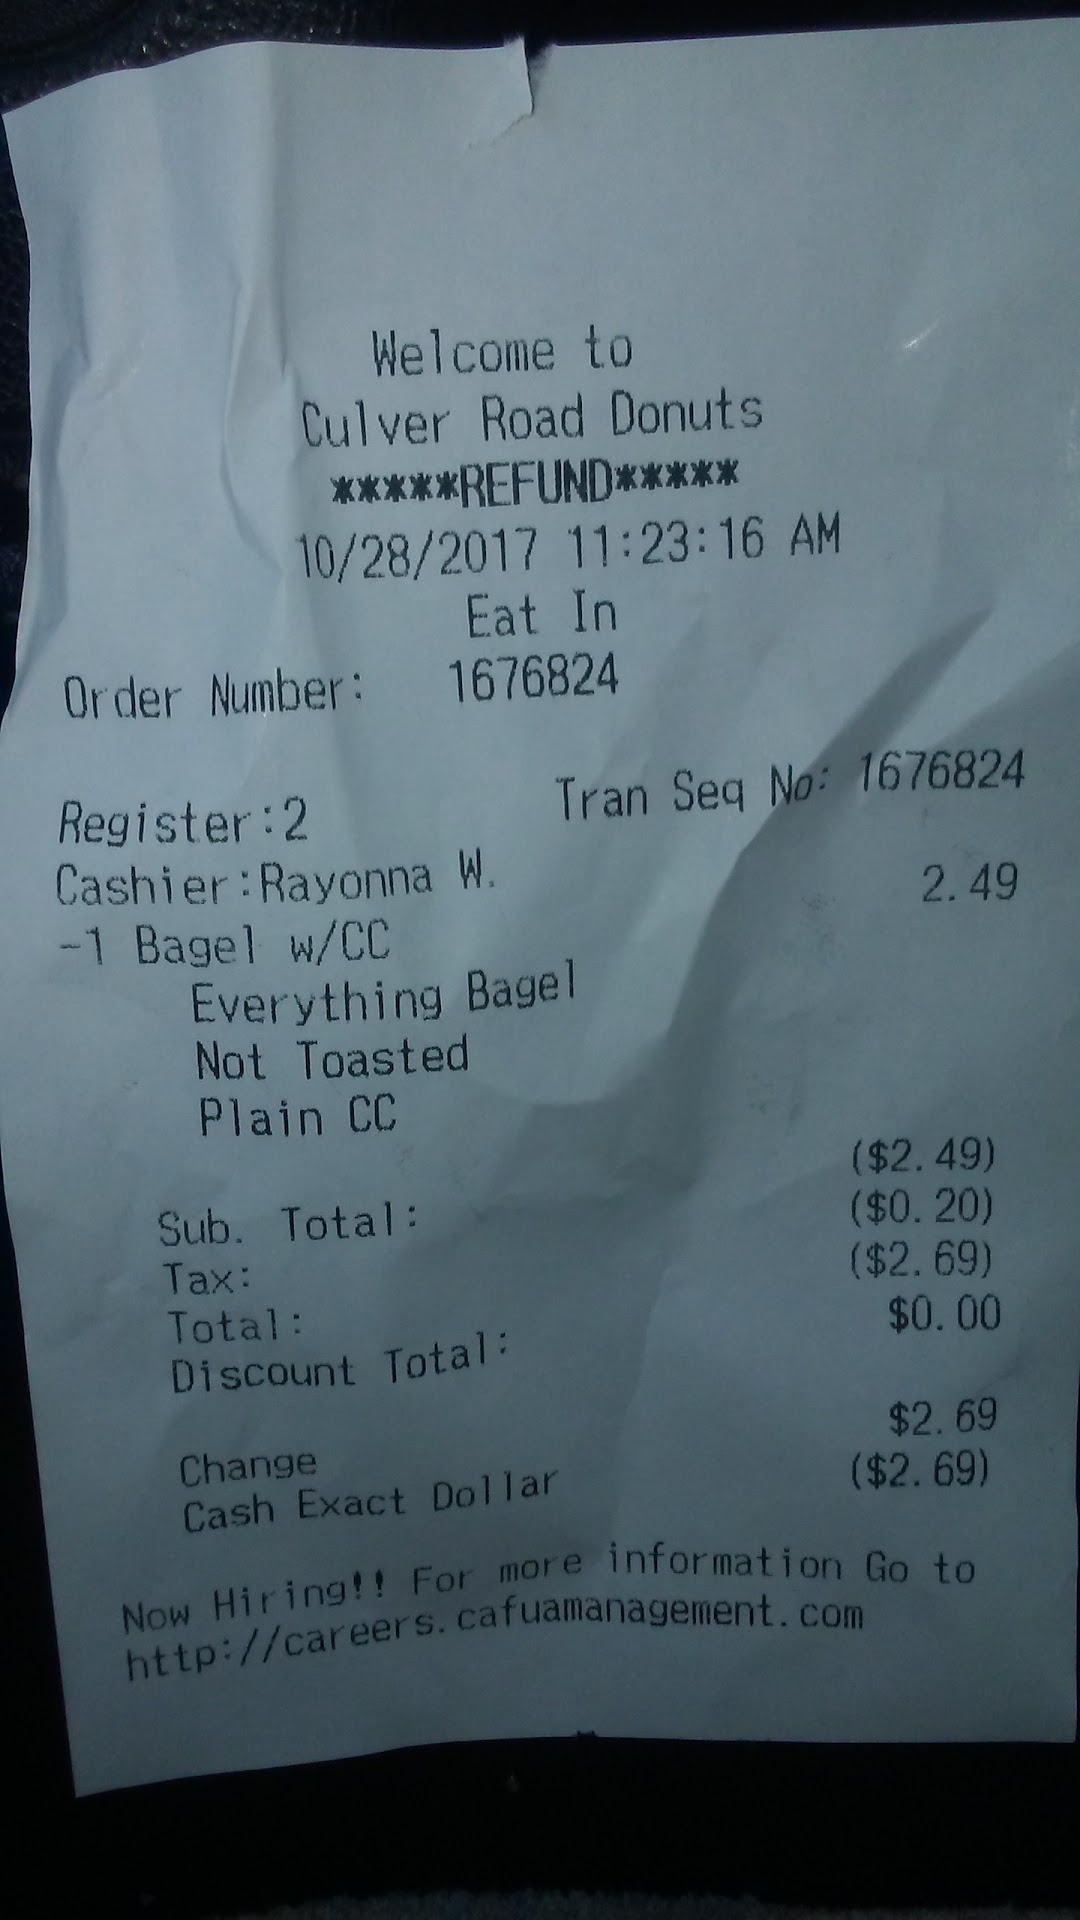 Welcome to
Culver Road Donuts
*****REFUND*****
10/28/2017 11:23:16 AM
Eat In
Order Number: 1676824
Register:2 Tran Seq No: 1676824
Cashier:Rayonna W.
-1 Bagel w/CC 2.49
Everything Bagel
Not Toasted
Plain CC
Sub. Total: ($2.49)
Tax: ($0.20)
Total: ($2.69)
Discount Total: $0.00
Change $2.69
Cash Exact Dollar ($2.69)
Now Hiring!! For more information Go to
http://careers.cafuamanagement.com